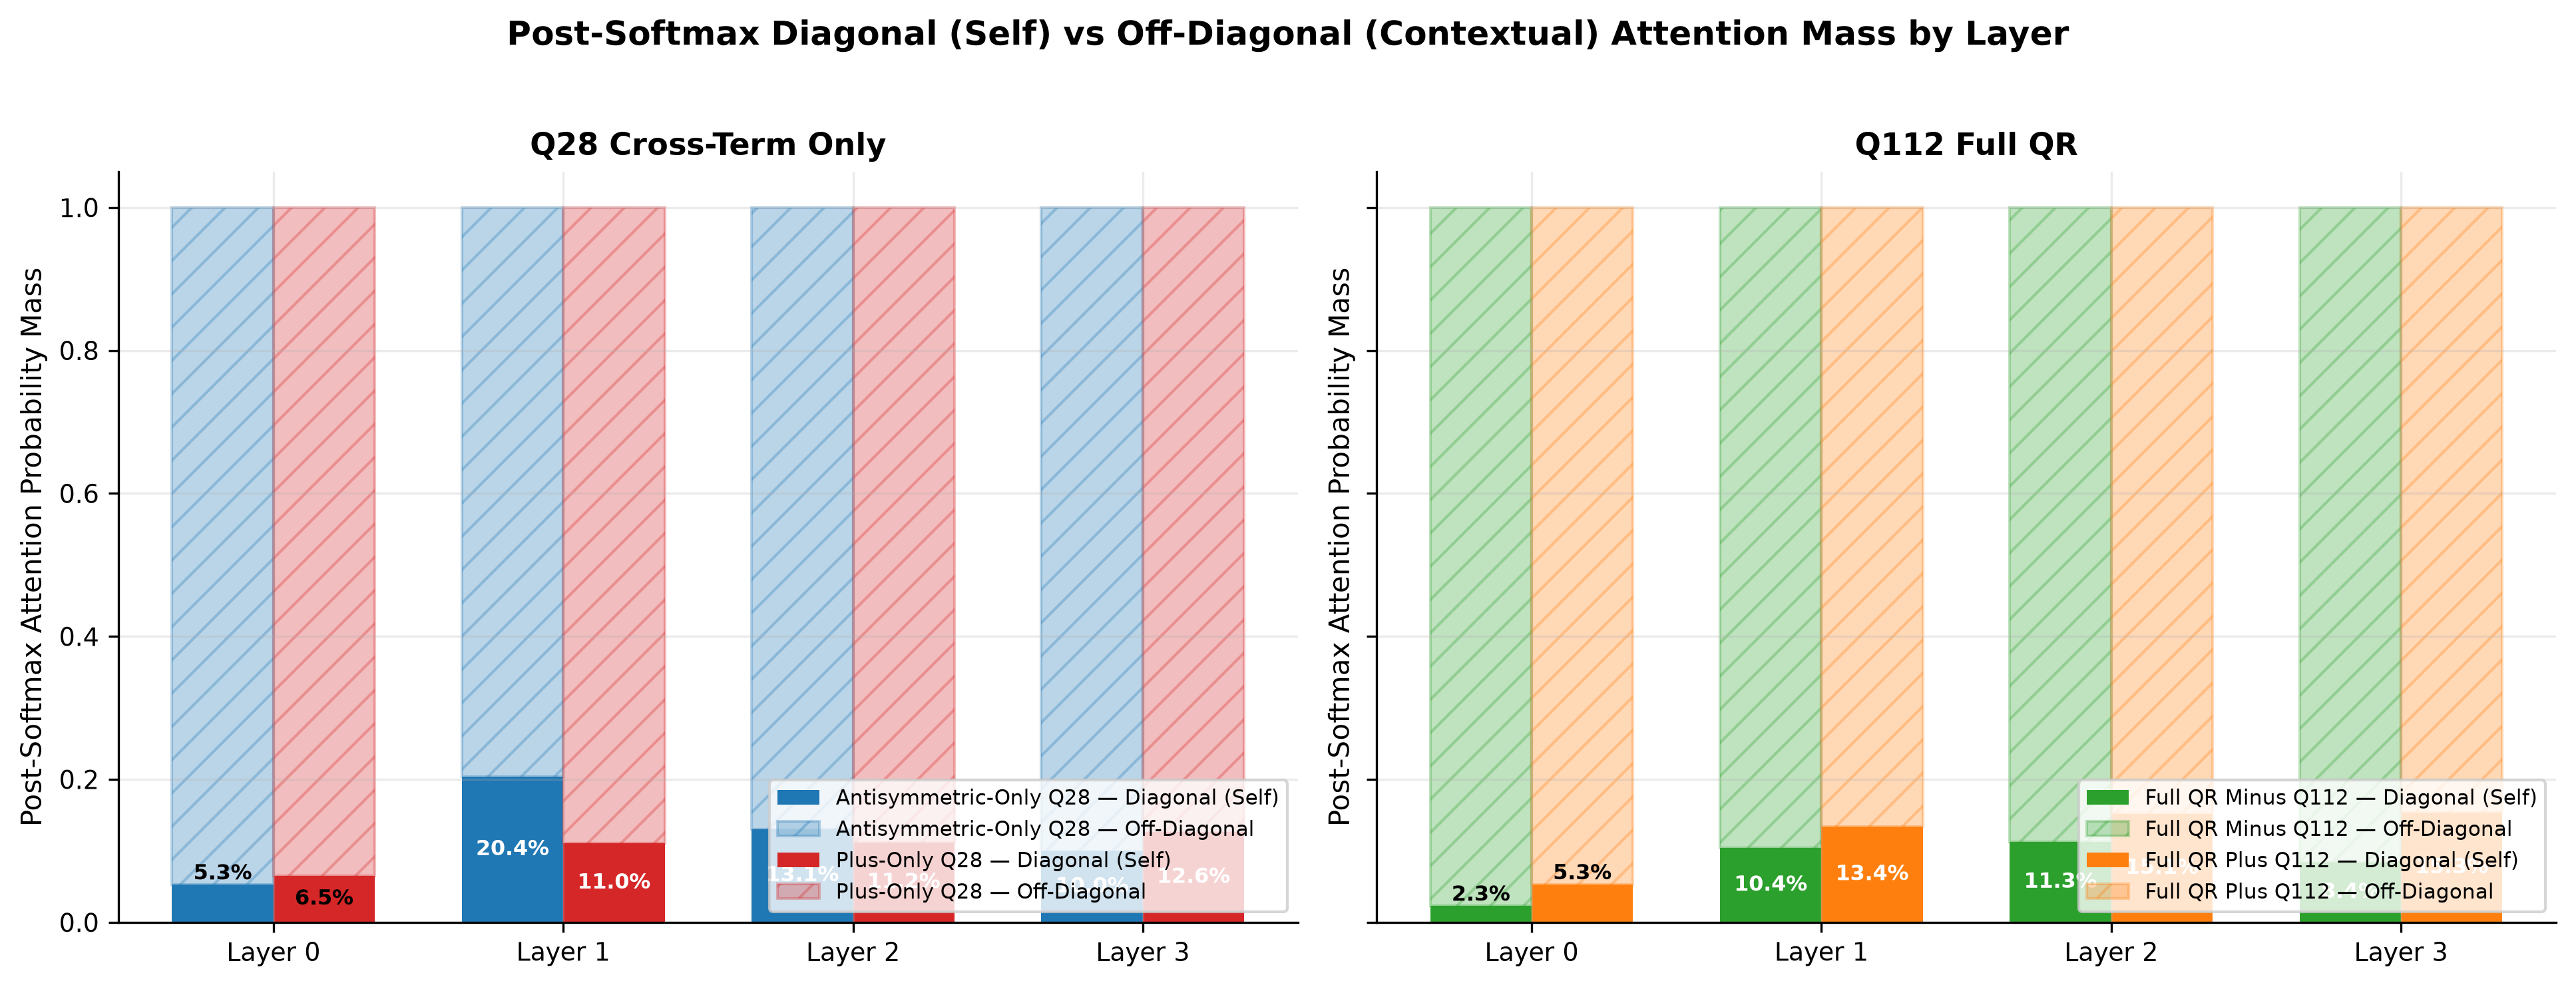 Post-Softmax Diagonal (Self) vs Off-Diagonal (Contextual) Attention Mass by Layer
Q28 Cross-Term Only
Post-Softmax Attention Probability Mass
1.0
0.8
0.6
0.4
0.2
0.0
5.3%
6.5%
20.4%
11.0%
13.1%
11.2%
12.6%
Antisymmetric-Only Q28 — Diagonal (Self)
Antisymmetric-Only Q28 — Off-Diagonal
Plus-Only Q28 — Diagonal (Self)
Plus-Only Q28 — Off-Diagonal
Layer 0
Layer 1
Layer 2
Layer 3
Q112 Full QR
Post-Softmax Attention Probability Mass
2.3%
5.3%
10.4%
13.4%
11.3%
Full QR Minus Q112 — Diagonal (Self)
Full QR Minus Q112 — Off-Diagonal
Full QR Plus Q112 — Diagonal (Self)
Full QR Plus Q112 — Off-Diagonal
Layer 0
Layer 1
Layer 2
Layer 3